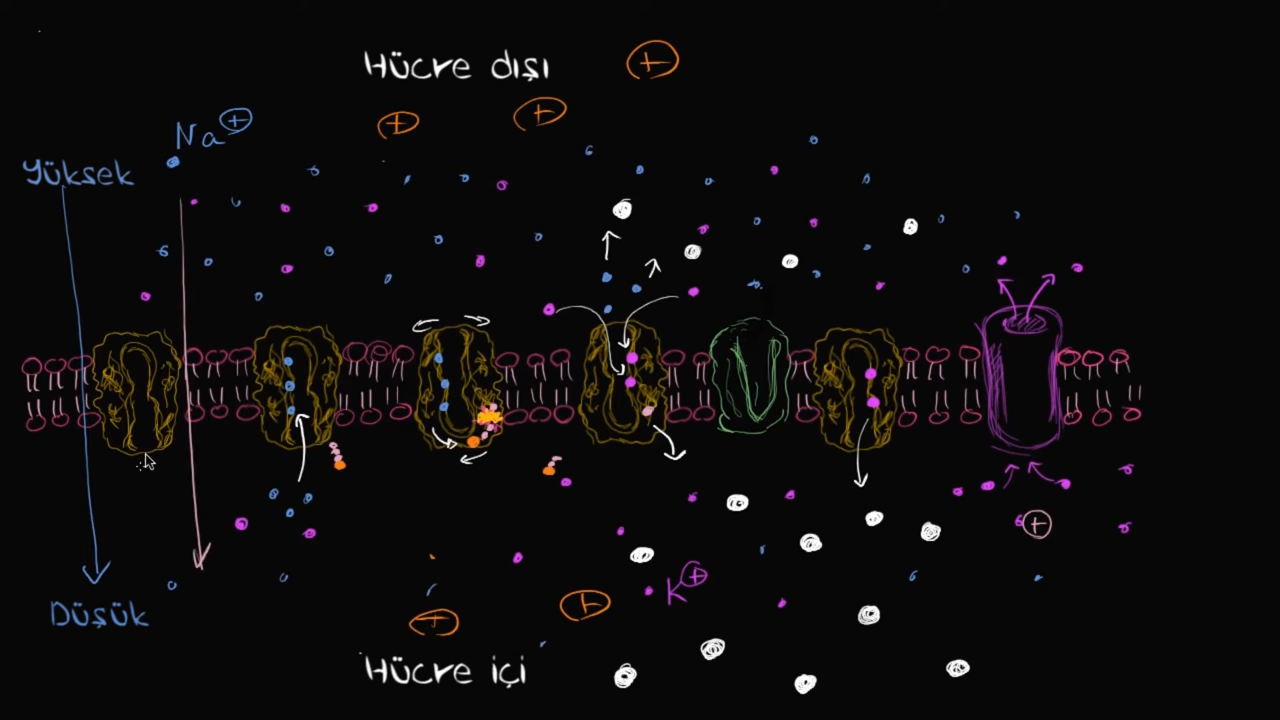 Hücre dışı
+
+
+
Na+
Yüksek
K+
+
Düşük
+
+
Hücre içi